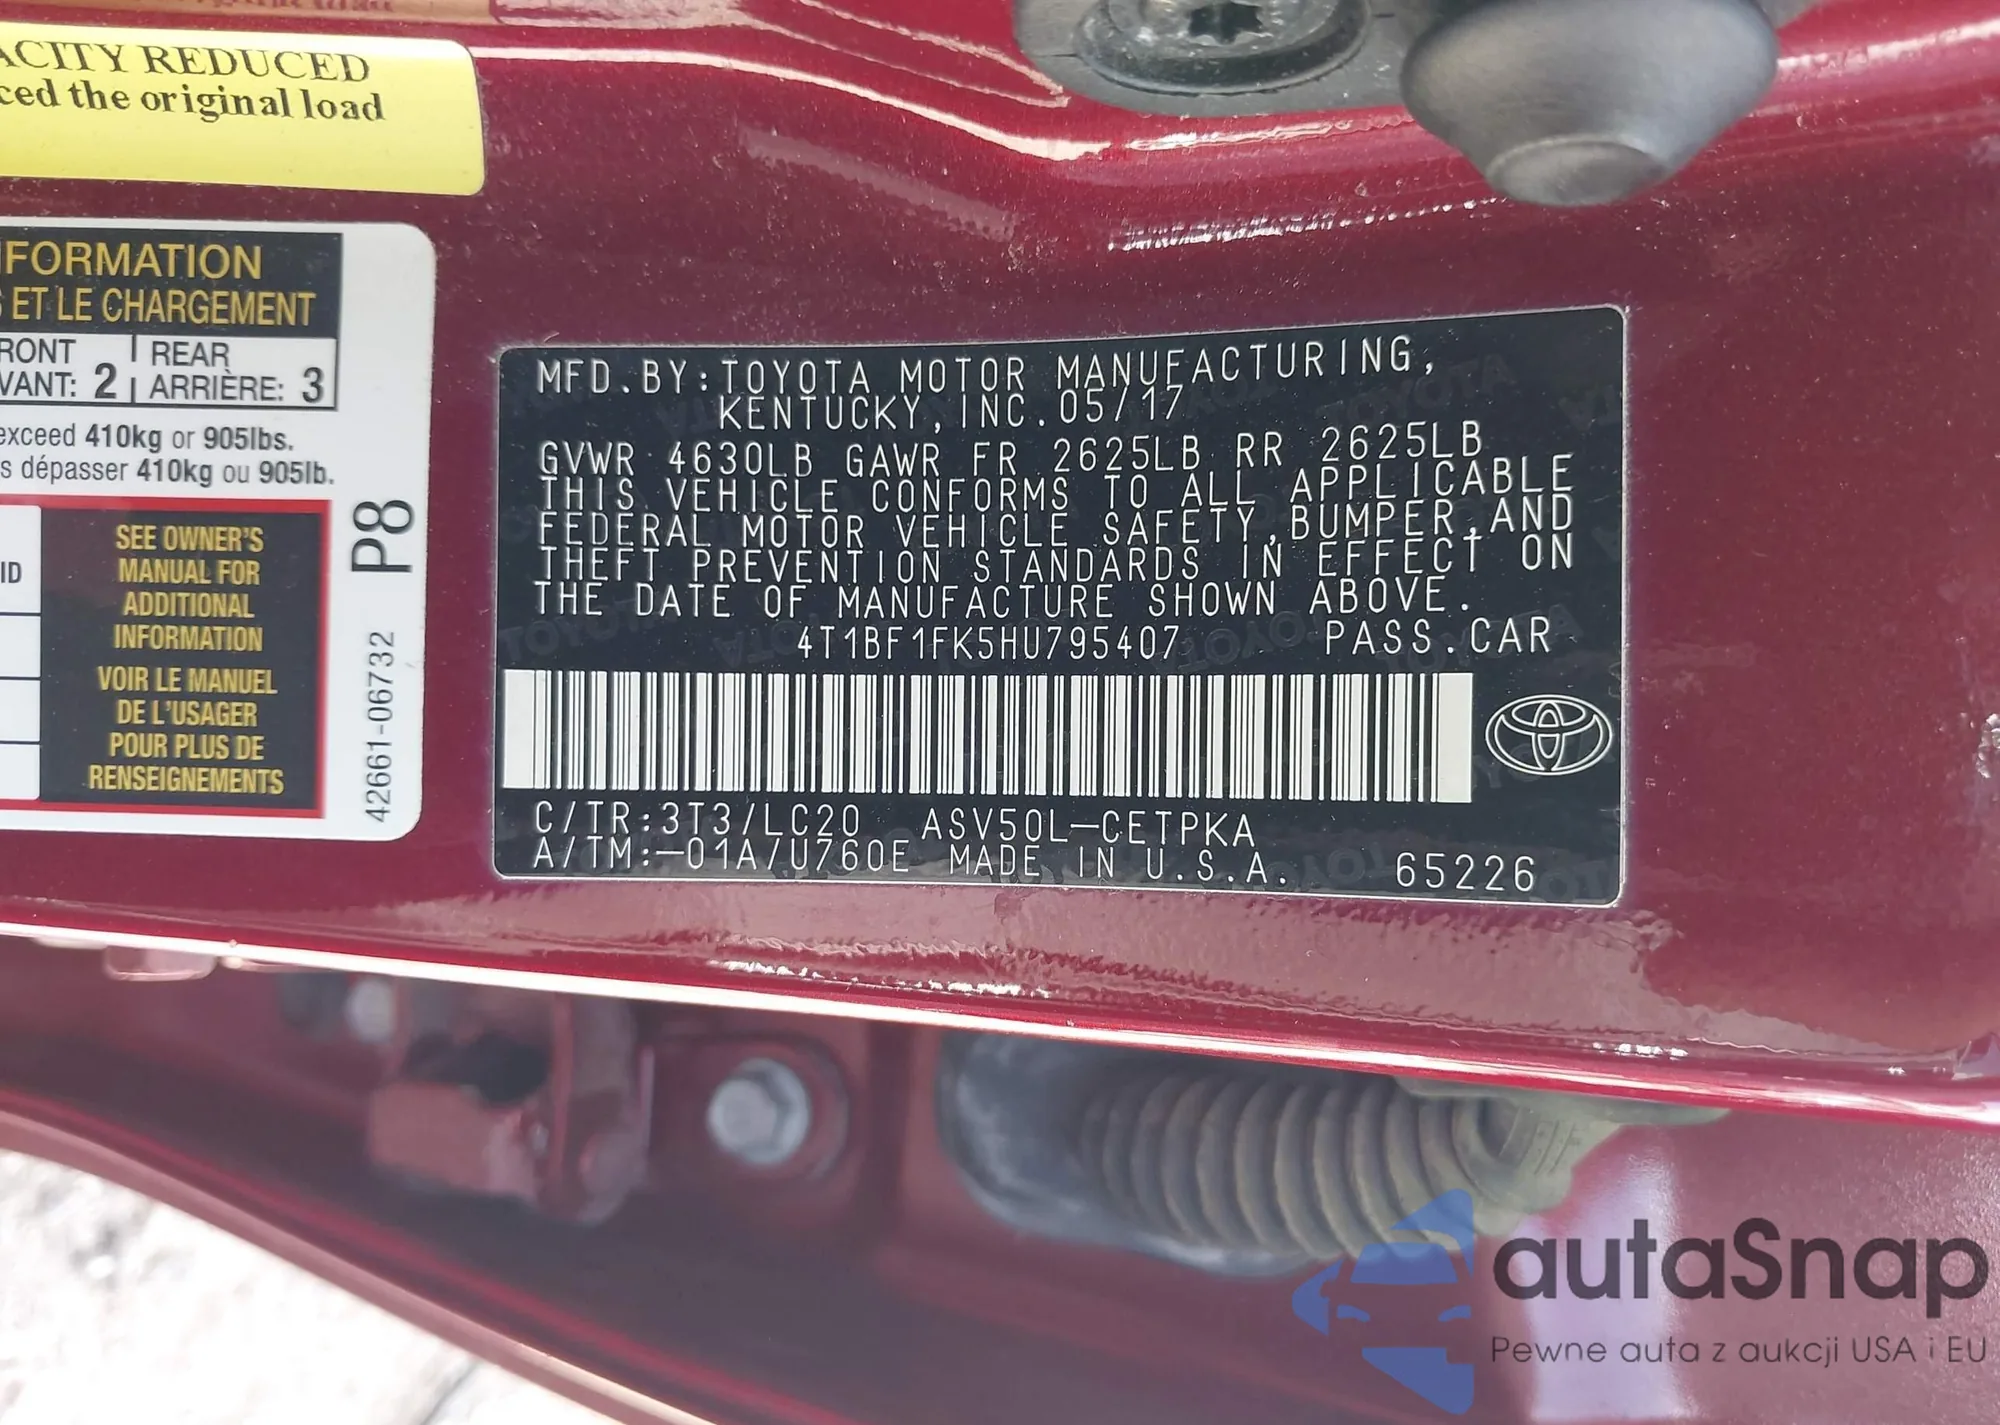 ACITY REDUCED
ced the original load
FORMATION
ET LE CHARGEMENT
RONT
VANT: 2
REAR
ARRIÈRE: 3
exceed 410kg or 905lbs.
s dépasser 410kg ou 905lb.
ID
SEE OWNER'S
MANUAL FOR
ADDITIONAL
INFORMATION
VOIR LE MANUEL
DE L'USAGER
POUR PLUS DE
RENSEIGNEMENTS
P8
42661-06732
MFD.BY:TOYOTA MOTOR MANUFACTURING,
KENTUCKY,INC.05/17
GVWR 4630LB GAWR FR 2625LB RR 2625LB
THIS VEHICLE CONFORMS TO ALL APPLICABLE
FEDERAL MOTOR VEHICLE SAFETY,BUMPER,AND
THEFT PREVENTION STANDARDS IN EFFECT ON
THE DATE OF MANUFACTURE SHOWN ABOVE.
4T1BF1FK5HU795407 PASS.CAR
C/TR:3T3/LC20 ASV50L-CETPKA
A/TM:-01A/U760E MADE IN U.S.A. 65226
autaSnap
Pewne auta z aukcji USA i EU